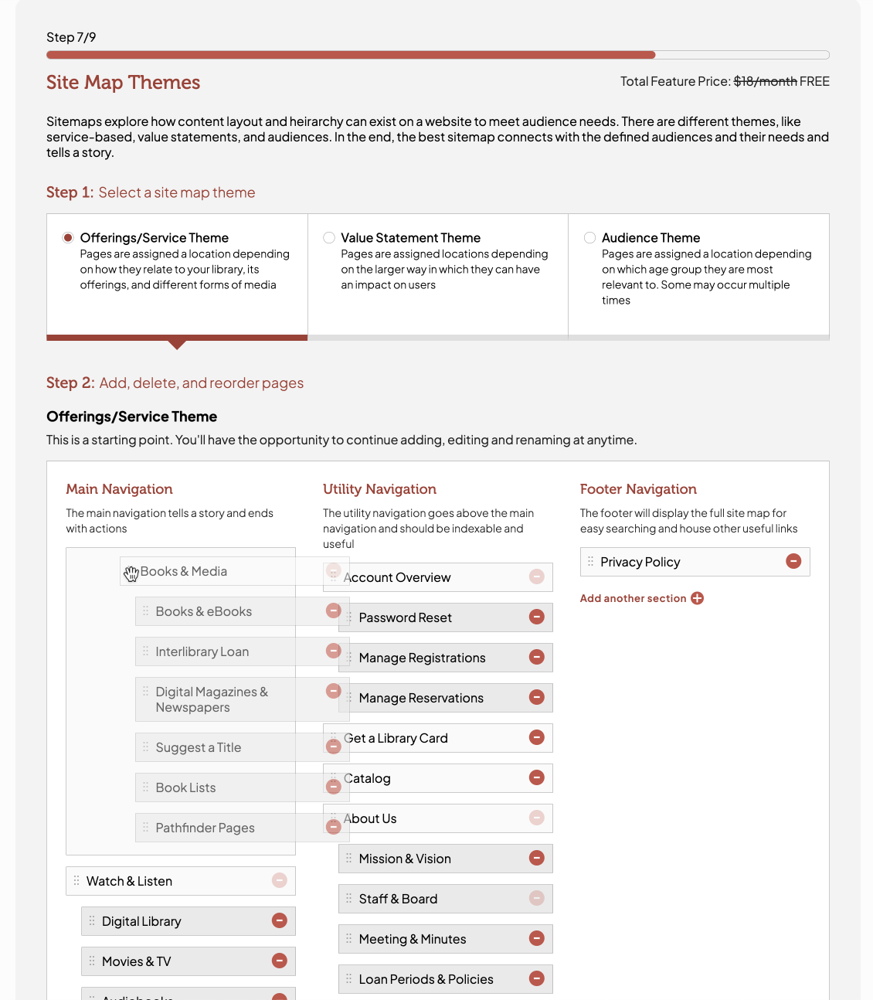 Step 7/9
Site Map Themes
Total Feature Price: $18/month FREE
Sitemaps explore how content layout and heirarchy can exist on a website to meet audience needs. There are different themes, like
service-based, value statements, and audiences. In the end, the best sitemap connects with the defined audiences and their needs and
tells a story.
Step 1: Select a site map theme
Offerings/Service Theme
Pages are assigned a location depending
on how they relate to your library, its
offerings, and different forms of media
Value Statement Theme
Pages are assigned locations depending
on the larger way in which they can have
an impact on users
Audience Theme
Pages are assigned a location depending
on which age group they are most
relevant to. Some may occur multiple
times
Step 2: Add, delete, and reorder pages
Offerings/Service Theme
This is a starting point. You'll have the opportunity to continue adding, editing and renaming at anytime.
Main Navigation
The main navigation tells a story and ends
with actions
Books & Media
Books & eBooks
Interlibrary Loan
Digital Magazines &
Newspapers
Suggest a Title
Book Lists
Pathfinder Pages
Watch & Listen
Digital Library
Movies & TV
Audiobooks
Utility Navigation
The utility navigation goes above the main
navigation and should be indexable and
useful
Account Overview
Password Reset
Manage Registrations
Manage Reservations
Get a Library Card
Catalog
About Us
Mission & Vision
Staff & Board
Meeting & Minutes
Loan Periods & Policies
Footer Navigation
The footer will display the full site map for
easy searching and house other useful links
Privacy Policy
Add another section